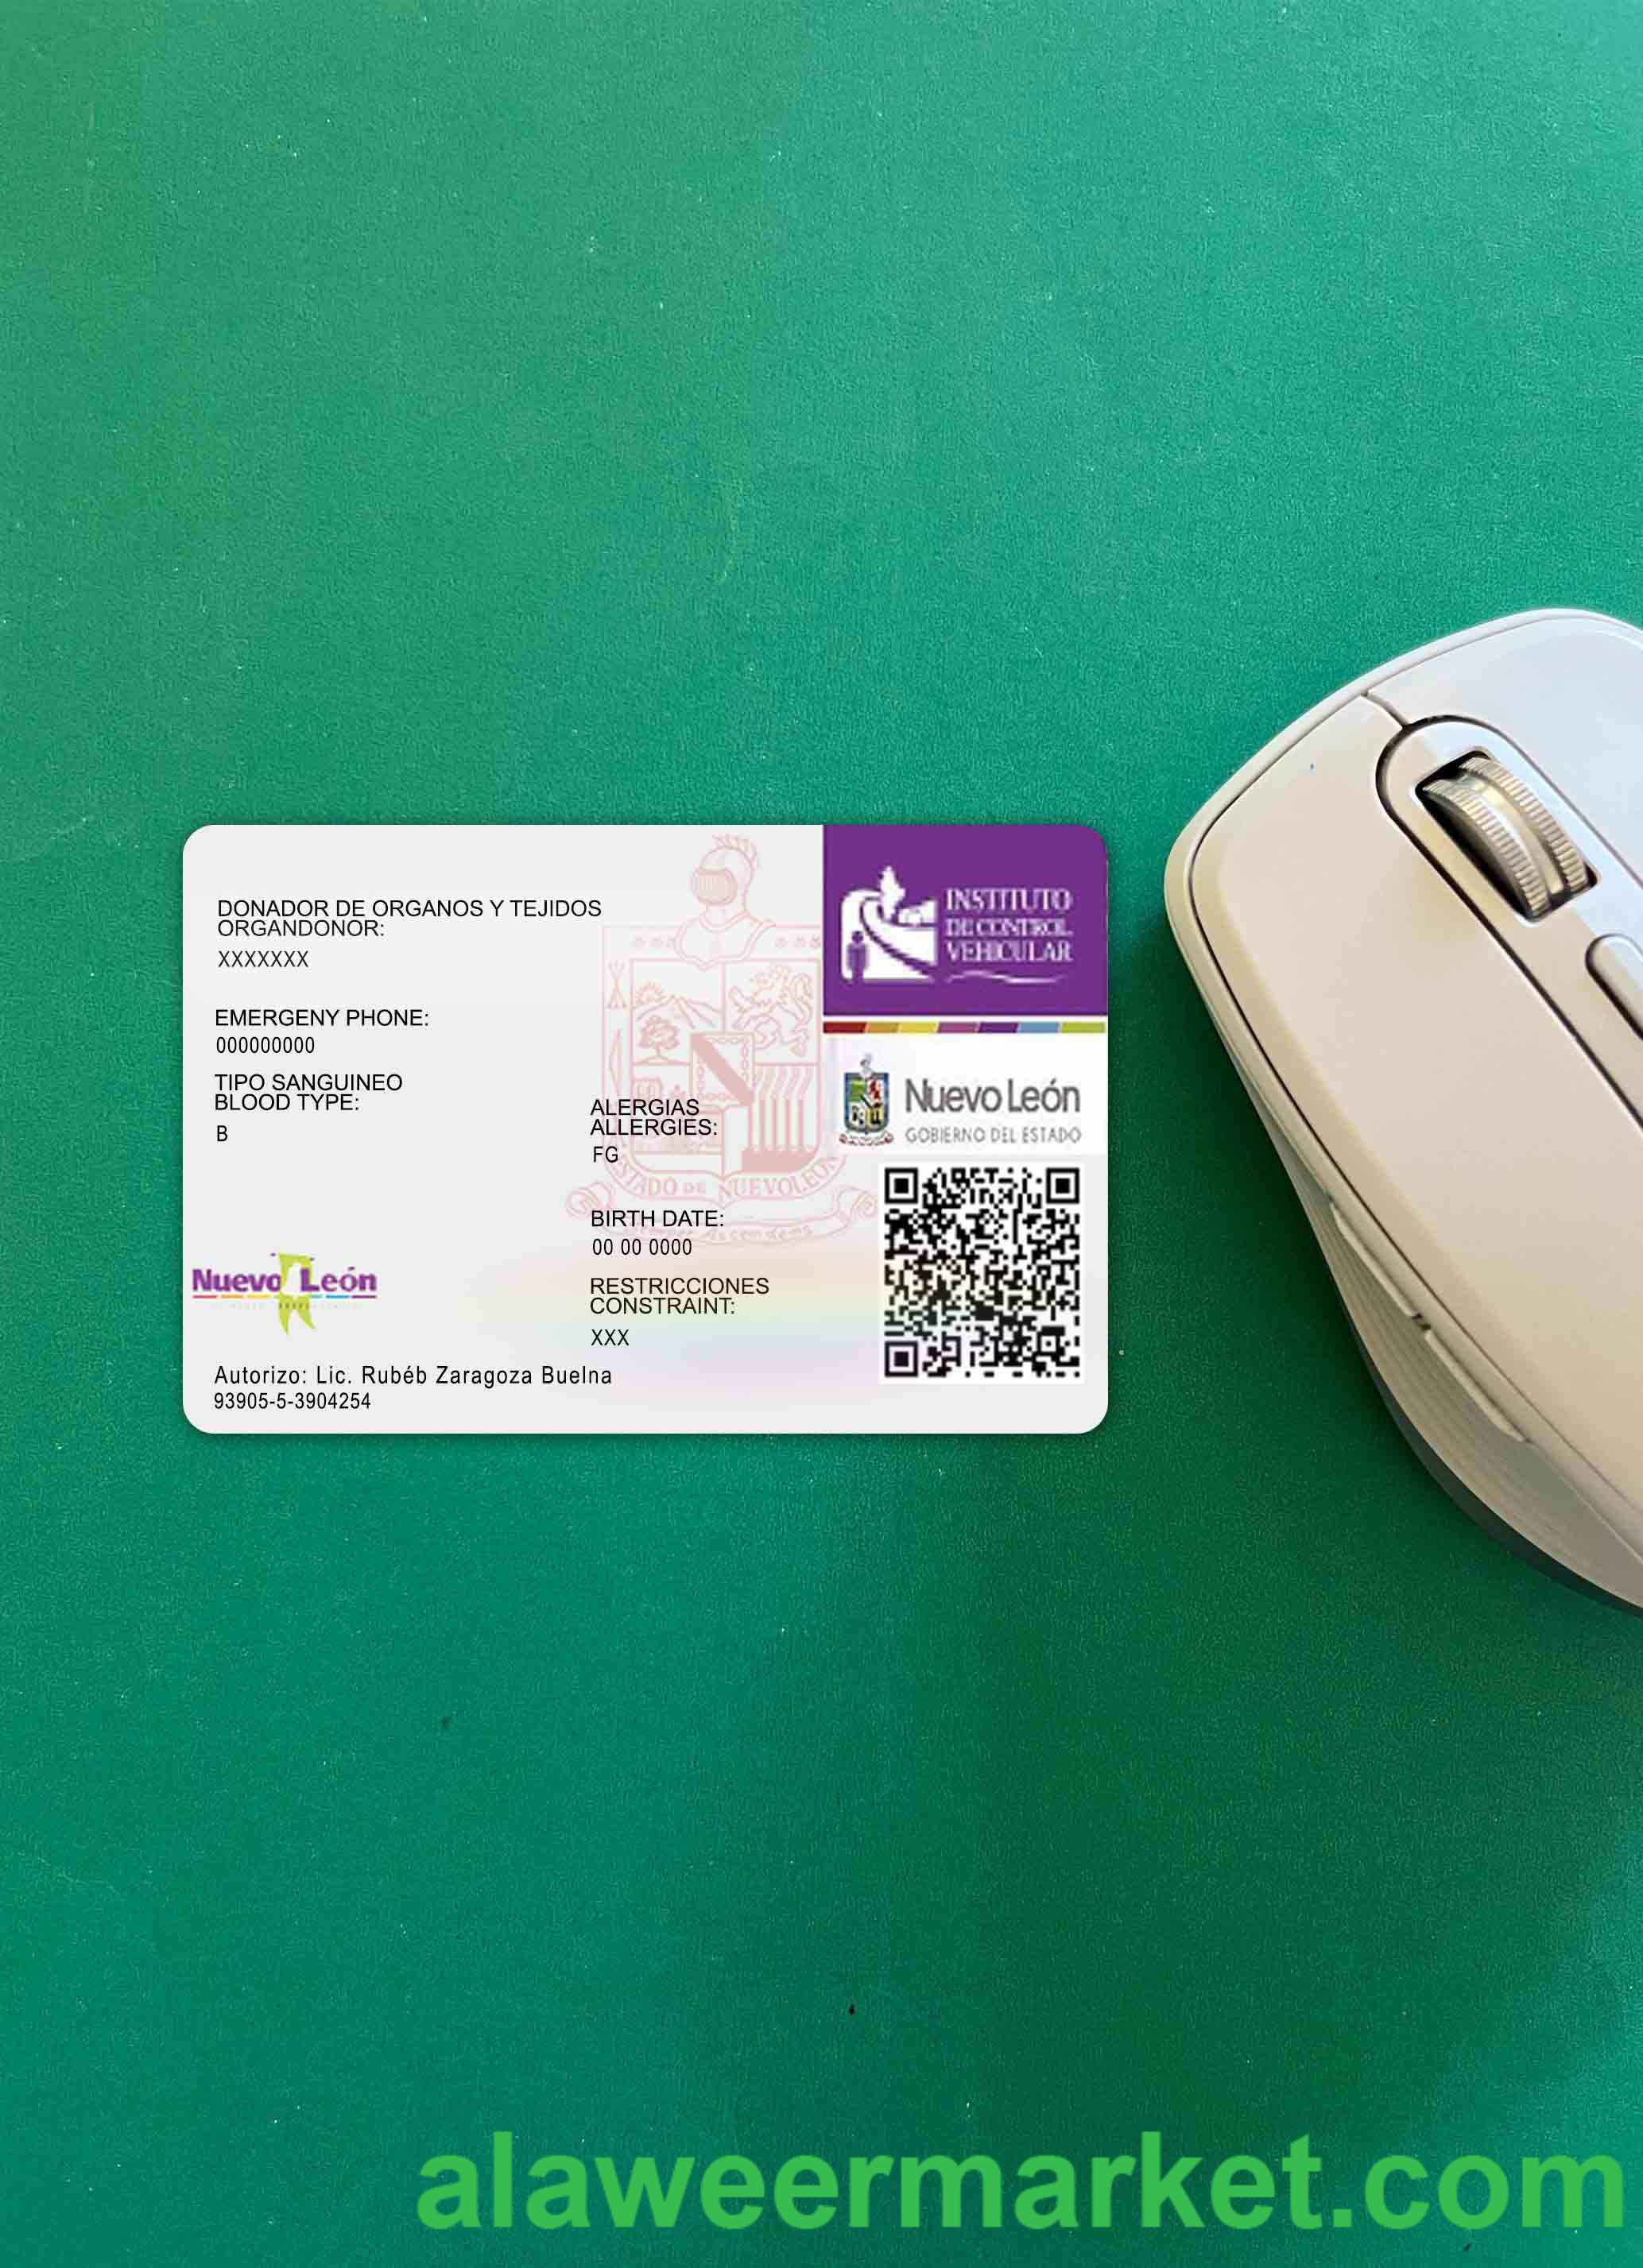 DONADOR DE ORGANOS Y TEJIDOS
ORGANDONOR:
XXXXXXX
EMERGENY PHONE:
000000000
TIPO SANGUINEO
BLOOD TYPE:
B
ALERGIAS
ALLERGIES:
FG
BIRTH DATE:
00 00 0000
RESTRICCIONES
CONSTRAINT:
XXX
Nuevo León
Autorizo: Lic. Rubéb Zaragoza Buelna
93905-5-3904254
INSTITUTO
DE CONTROL
VEHICULAR
Nuevo León
GOBIERNO DEL ESTADO
ESTADO DE NUEVO LEON
alaweermarket.com